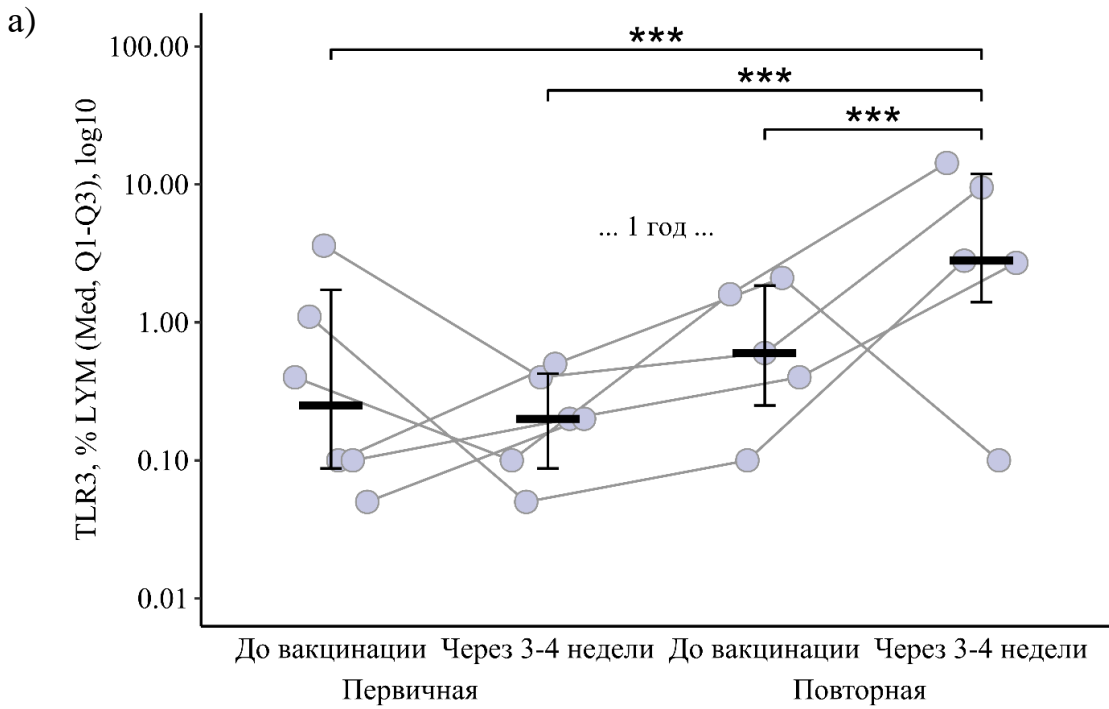 а)
TLR3, % LYM (Med, Q1-Q3), log10
100.00
10.00
1.00
0.10
0.01
***
***
***
... 1 год ...
До вакцинации Через 3-4 недели До вакцинации Через 3-4 недели
Первичная Повторная